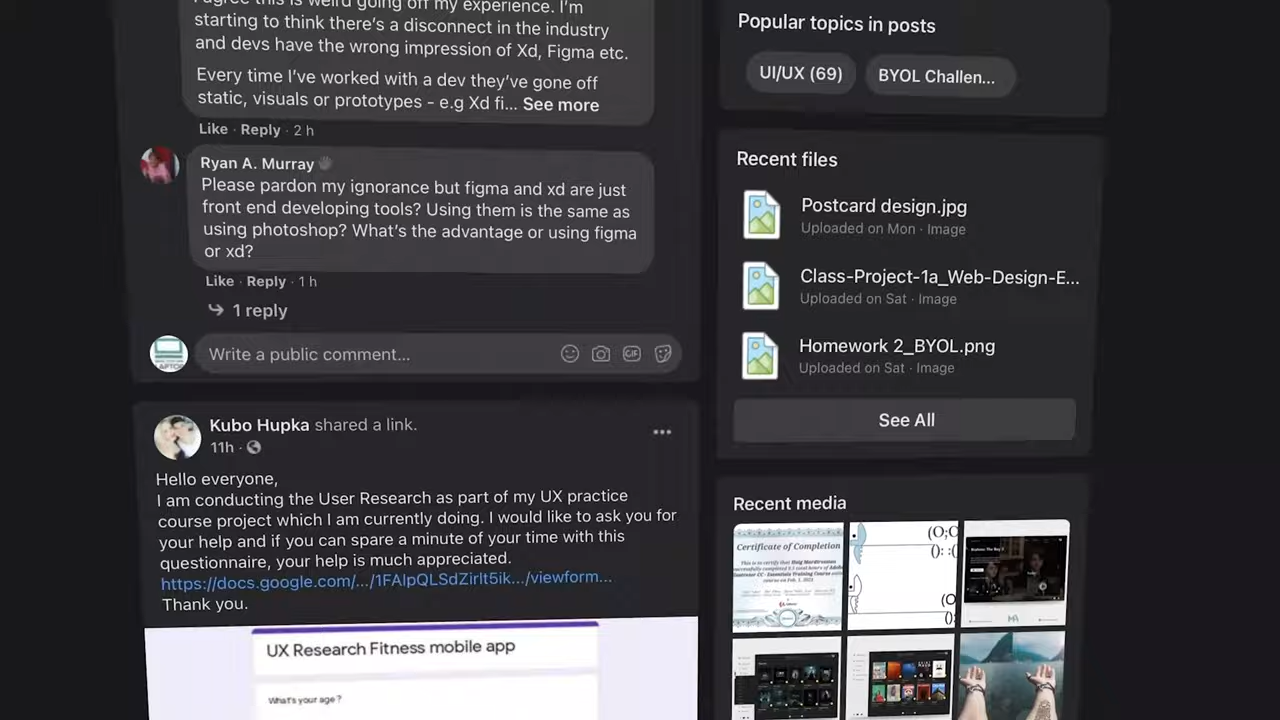 I agree this is weird going off my experience. I'm
starting to think there's a disconnect in the industry
and devs have the wrong impression of Xd, Figma etc.
Every time I've worked with a dev they've gone off
static, visuals or prototypes - e.g Xd fi... See more
Like · Reply · 2 h
Ryan A. Murray
Please pardon my ignorance but figma and xd are just
front end developing tools? Using them is the same as
using photoshop? What's the advantage or using figma
or xd?
Like · Reply · 1 h
1 reply
Write a public comment...
GIF
Kubo Hupka shared a link.
11h ·
Hello everyone,
I am conducting the User Research as part of my UX practice
course project which I am currently doing. I would like to ask you for
your help and if you can spare a minute of your time with this
questionnaire,your help is much appreciated.
https://docs.google.com/.../1FAIpQLSdZirlt5ik.../viewform...
Thank you.
UX Research Fitness mobile app
What's your age?
Popular topics in posts
UI/UX (69)
BYOL Challen...
Recent files
Postcard design.jpg
Uploaded on Mon · Image
Class-Project-1a_Web-Design-E...
Uploaded on Sat · Image
Homework 2_BYOL.png
Uploaded on Sat · Image
See All
Recent media
Certificate of Completion